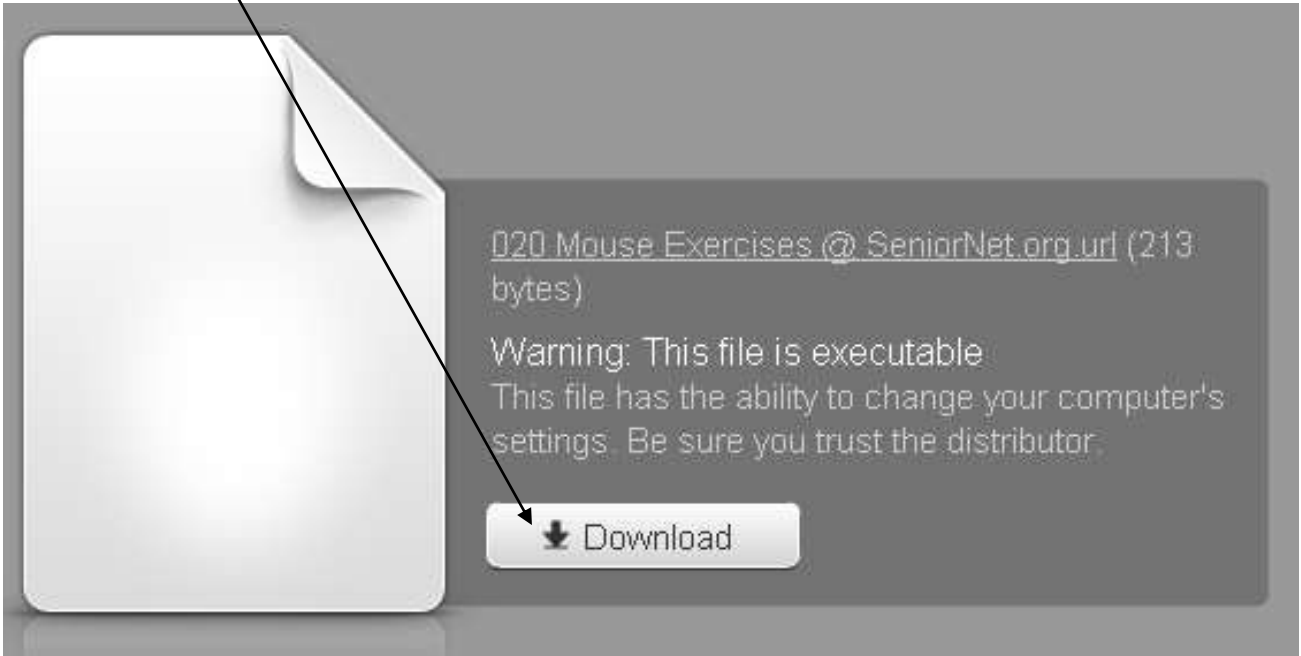 020 Mouse Exercises @ SeniorNet.org.url (213
bytes)
Warning: This file is executable
This file has the ability to change your computer's
settings. Be sure you trust the distributor.
Download